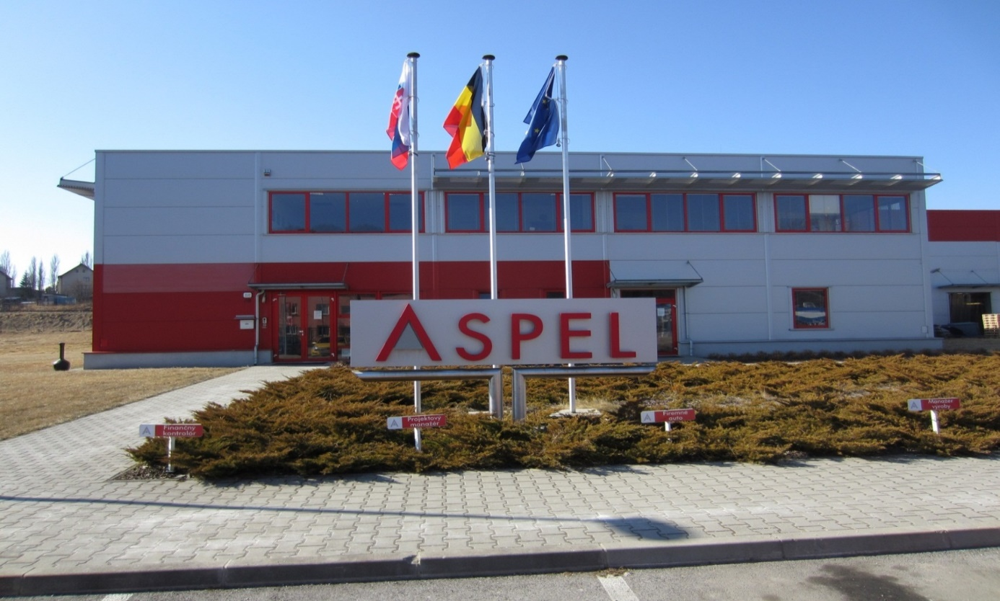 ASPEL
Finančný
kontrolór
Projektový
manažér
Firemné
auto
Manažér
výroby